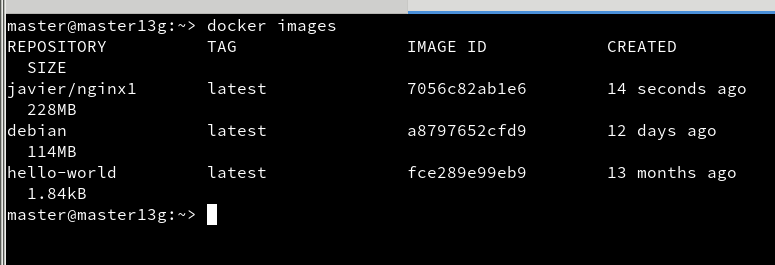 master@master13g:~> docker images
REPOSITORY TAG IMAGE ID CREATED
SIZE
javier/nginx1 latest 7056c82ab1e6 14 seconds ago
228MB
debian latest a8797652cfd9 12 days ago
114MB
hello-world latest fce289e99eb9 13 months ago
1.84kB
master@master13g:~>